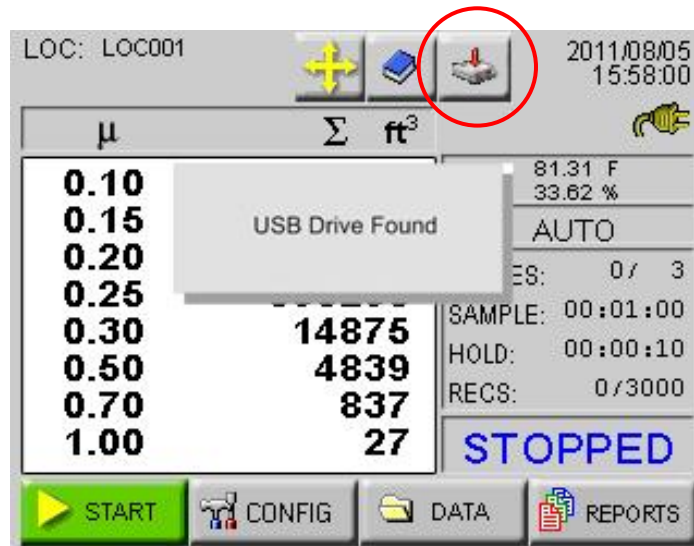 LOC: LOC001
2011/08/05
15:58:00
µ Σ ft³
0.10
0.15
0.20
0.25
0.30 14875
0.50 4839
0.70 837
1.00 27
USB Drive Found
81.31 F
33.62 %
AUTO
0/ 3
SAMPLE: 00:01:00
HOLD: 00:00:10
RECS: 0/3000
STOPPED
START CONFIG DATA REPORTS